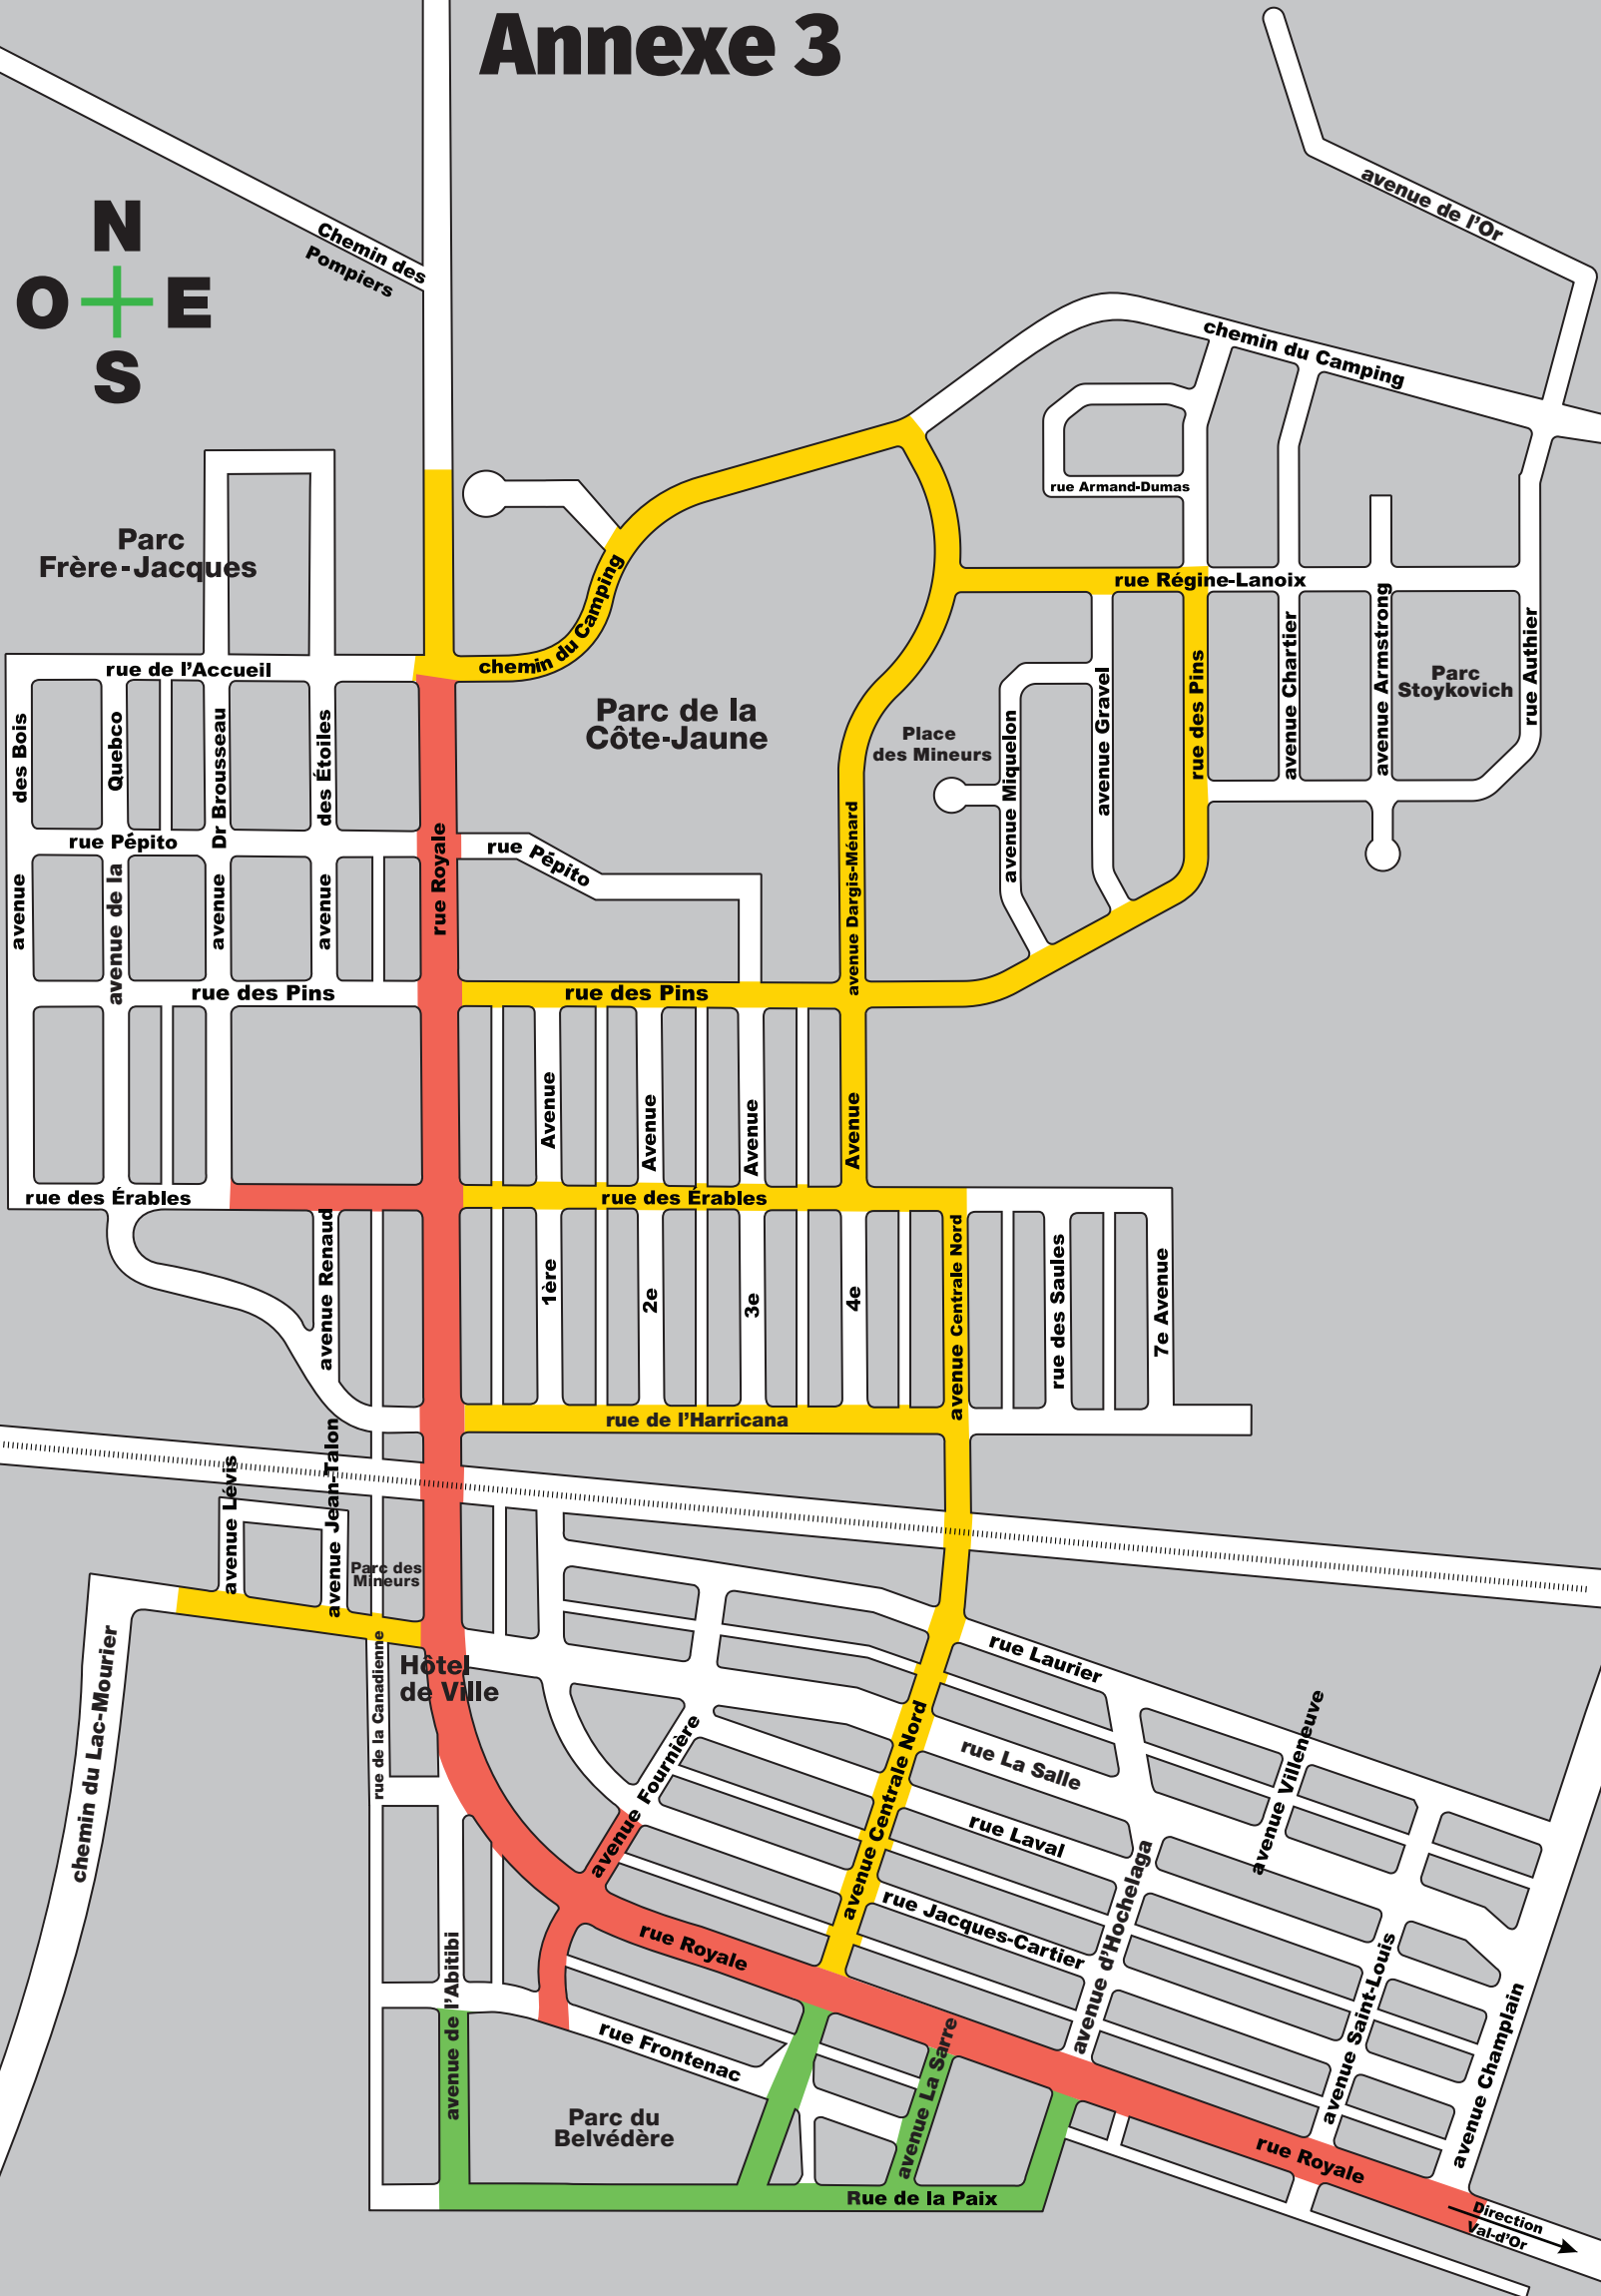 Annexe 3
avenue de l'Or
Chemin des
Pompiers
N
O E
S
chemin du Camping
rue Armand-Dumas
Parc
Frère-Jacques
chemin du Camping
rue Régine-Lanoix
rue de l'Accueil
Parc de la
Côte-Jaune
Place
des Mineurs
Parc
Stoykovich
avenue des Bois
avenue de la Quebco
avenue Dr Brousseau
avenue des Étoiles
rue Royale
avenue Miquelon
avenue Gravel
rue des Pins
avenue Chartier
avenue Armstrong
rue Authier
rue Pépito
rue Pépito
avenue Dargis-Ménard
rue des Pins
rue des Pins
Avenue
Avenue
Avenue
Avenue
rue des Érables
rue des Érables
avenue Renaud
1ère
2e
3e
4e
avenue Centrale Nord
rue des Saules
7e Avenue
rue de l'Harricana
avenue Lévis
avenue Jean-Talon
Parc des
Mineurs
Hôtel
de Ville
rue de la Canadienne
chemin du Lac-Mourier
rue Laurier
rue La Salle
avenue Villeneuve
avenue Fournière
avenue Centrale Nord
rue Laval
rue Jacques-Cartier
avenue d'Hochelaga
rue Royale
avenue de l'Abitibi
avenue Saint-Louis
avenue Champlain
rue Frontenac
avenue La Sarre
Parc du
Belvédère
rue Royale
Rue de la Paix
Direction
Val-d'Or